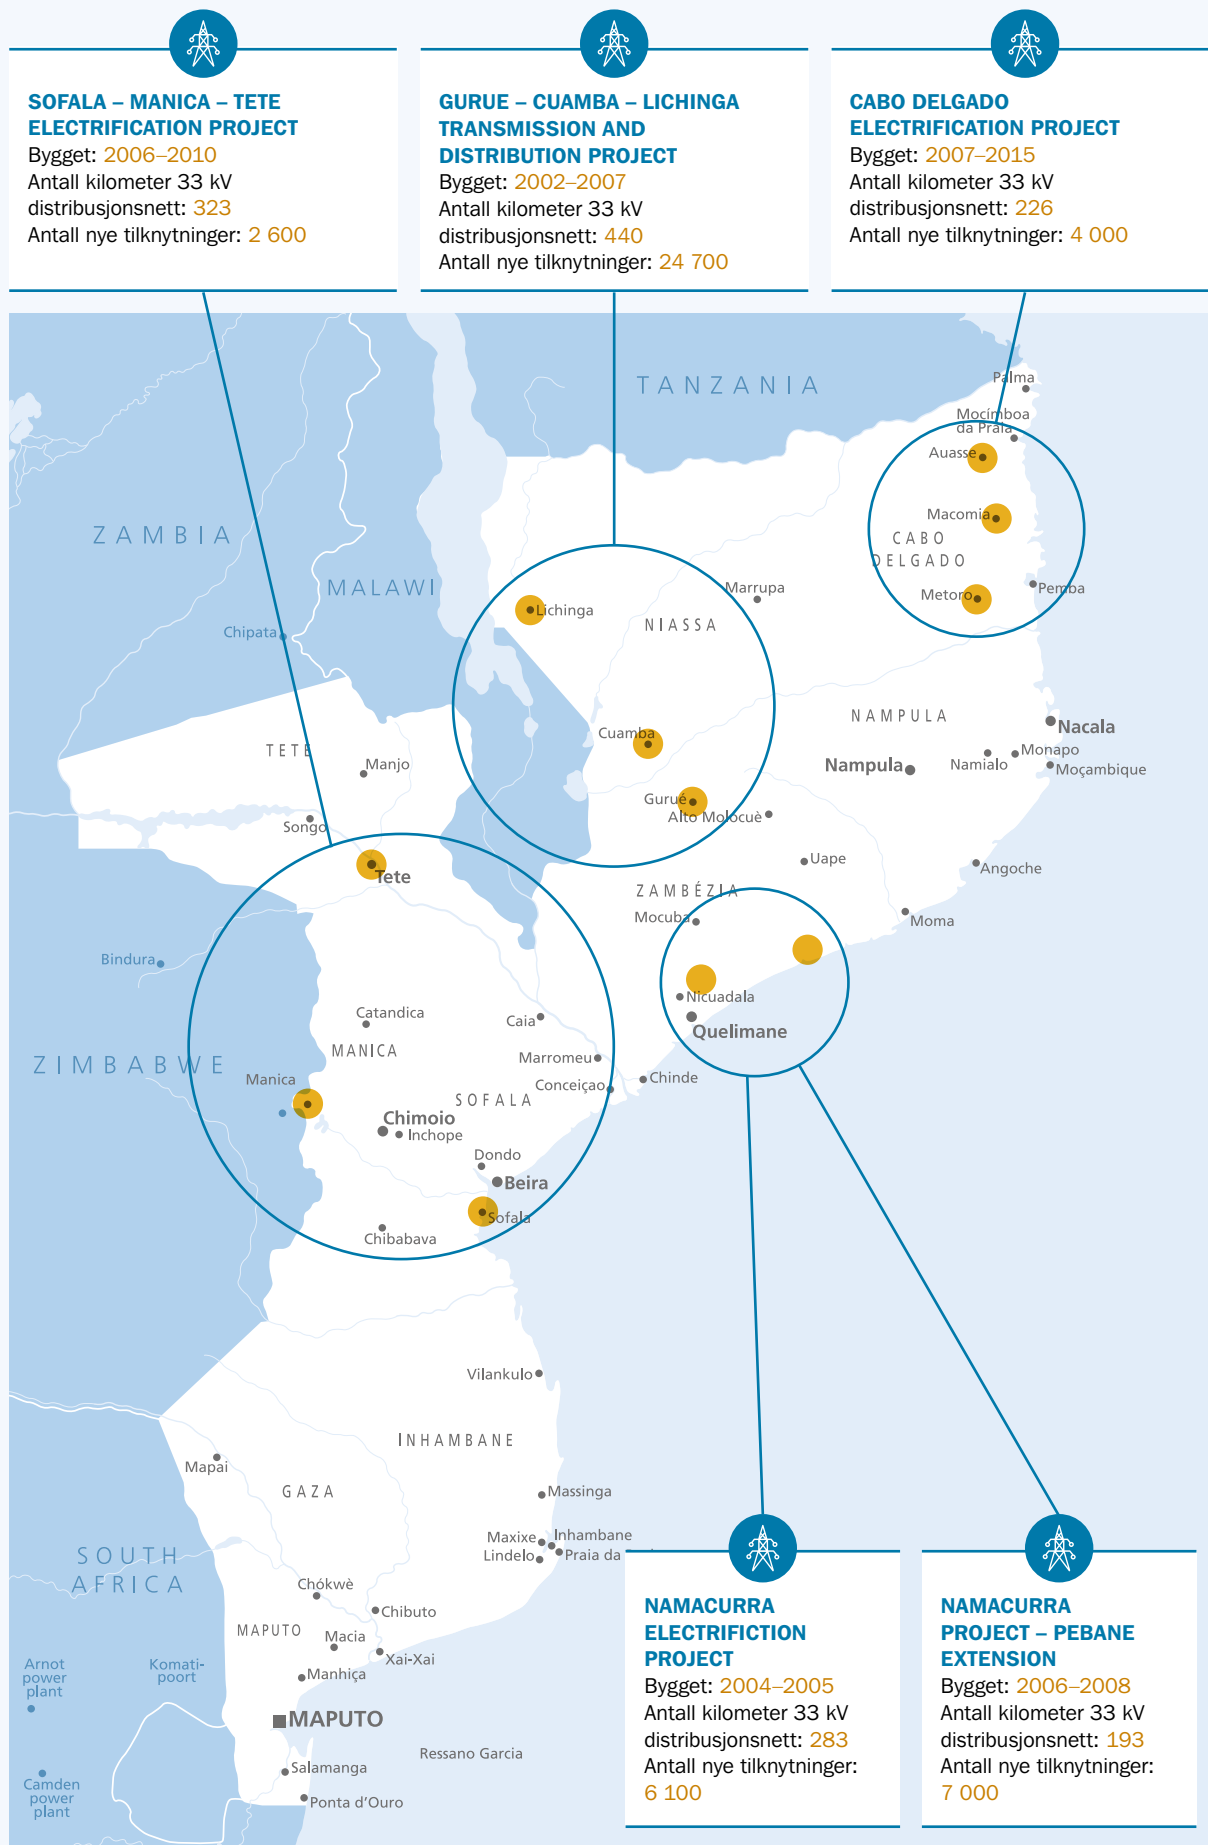 SOFALA – MANICA – TETE
ELECTRIFICATION PROJECT
Bygget: 2006–2010
Antall kilometer 33 kV
distribusjonsnett: 323
Antall nye tilknytninger: 2 600
GURUE – CUAMBA – LICHINGA
TRANSMISSION AND
DISTRIBUTION PROJECT
Bygget: 2002–2007
Antall kilometer 33 kV
distribusjonsnett: 440
Antall nye tilknytninger: 24 700
CABO DELGADO
ELECTRIFICATION PROJECT
Bygget: 2007–2015
Antall kilometer 33 kV
distribusjonsnett: 226
Antall nye tilknytninger: 4 000
TANZANIA
Palma
Mocímboa
da Praia
Auasse
Macomia
CABO
DELGADO
Metoro
Pemba
ZAMBIA
MALAWI
Marrupa
Lichinga
NIASSA
Chipata
NAMPULA
Nacala
Cuamba
TETE
Manjo
Nampula
Namialo
Monapo
Moçambique
Gurué
Alto Molocuè
Songo
Uape
Angoche
Tete
ZAMBÉZIA
Mocuba
Moma
Bindura
Nicuadala
Catandica
Caia
Quelimane
MANICA
ZIMBABWE
Marromeu
Manica
Conceiçao
Chinde
SOFALA
Chimoio
Inchope
Dondo
Beira
Sofala
Chibabava
Vilankulo
INHAMBANE
Mapai
GAZA
Massinga
Maxixe
Inhambane
Lindelo
Praia da
SOUTH
AFRICA
Chókwè
Chibuto
MAPUTO
Macia
Xai-Xai
Arnot
power
plant
Komati-
poort
Manhiça
MAPUTO
Ressano Garcia
Salamanga
Camden
power
plant
Ponta d'Ouro
NAMACURRA
ELECTRIFICTION
PROJECT
Bygget: 2004–2005
Antall kilometer 33 kV
distribusjonsnett: 283
Antall nye tilknytninger:
6 100
NAMACURRA
PROJECT – PEBANE
EXTENSION
Bygget: 2006–2008
Antall kilometer 33 kV
distribusjonsnett: 193
Antall nye tilknytninger:
7 000